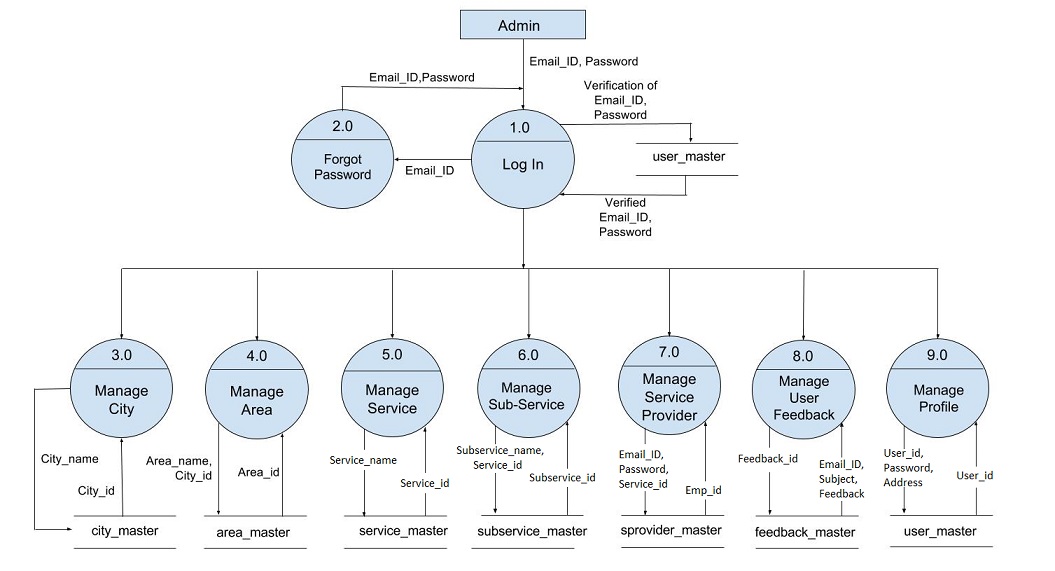 Admin
Email_ID, Password
Email_ID,Password
Verification of
Email_ID,
Password
2.0
Forgot
Password
1.0
Log In
Email_ID
user_master
Verified
Email_ID,
Password
3.0
Manage
City
4.0
Manage
Area
5.0
Manage
Service
6.0
Manage
Sub-Service
7.0
Manage
Service
Provider
8.0
Manage
User
Feedback
9.0
Manage
Profile
City_name
City_id
Area_name,
City_id
Area_id
Service_name
Service_id
Subservice_name,
Service_id
Subservice_id
Email_ID,
Password,
Service_id
Emp_id
Feedback_id
Email_ID,
Subject,
Feedback
User_id,
Password,
Address
User_id
city_master
area_master
service_master
subservice_master
sprovider_master
feedback_master
user_master